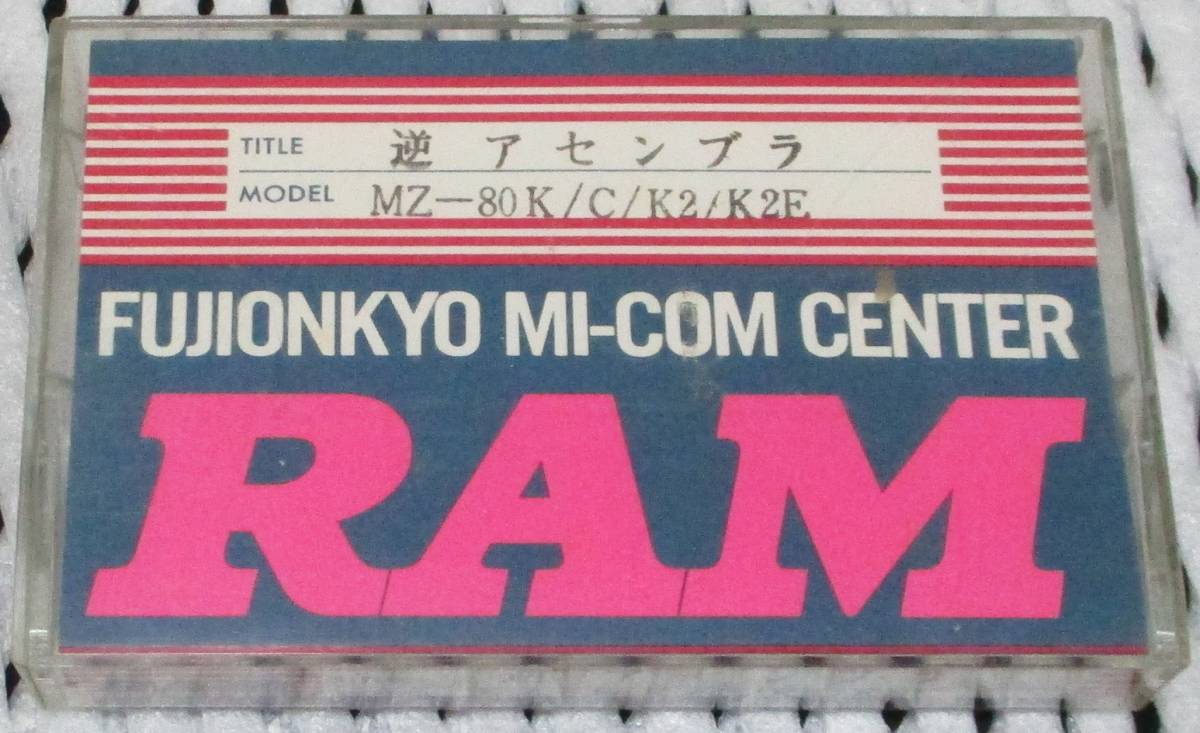 TITLE 逆アセンブラ
MODEL MZ-80K/C/K2/K2E
FUJIONKYO MI-COM CENTER
RAM